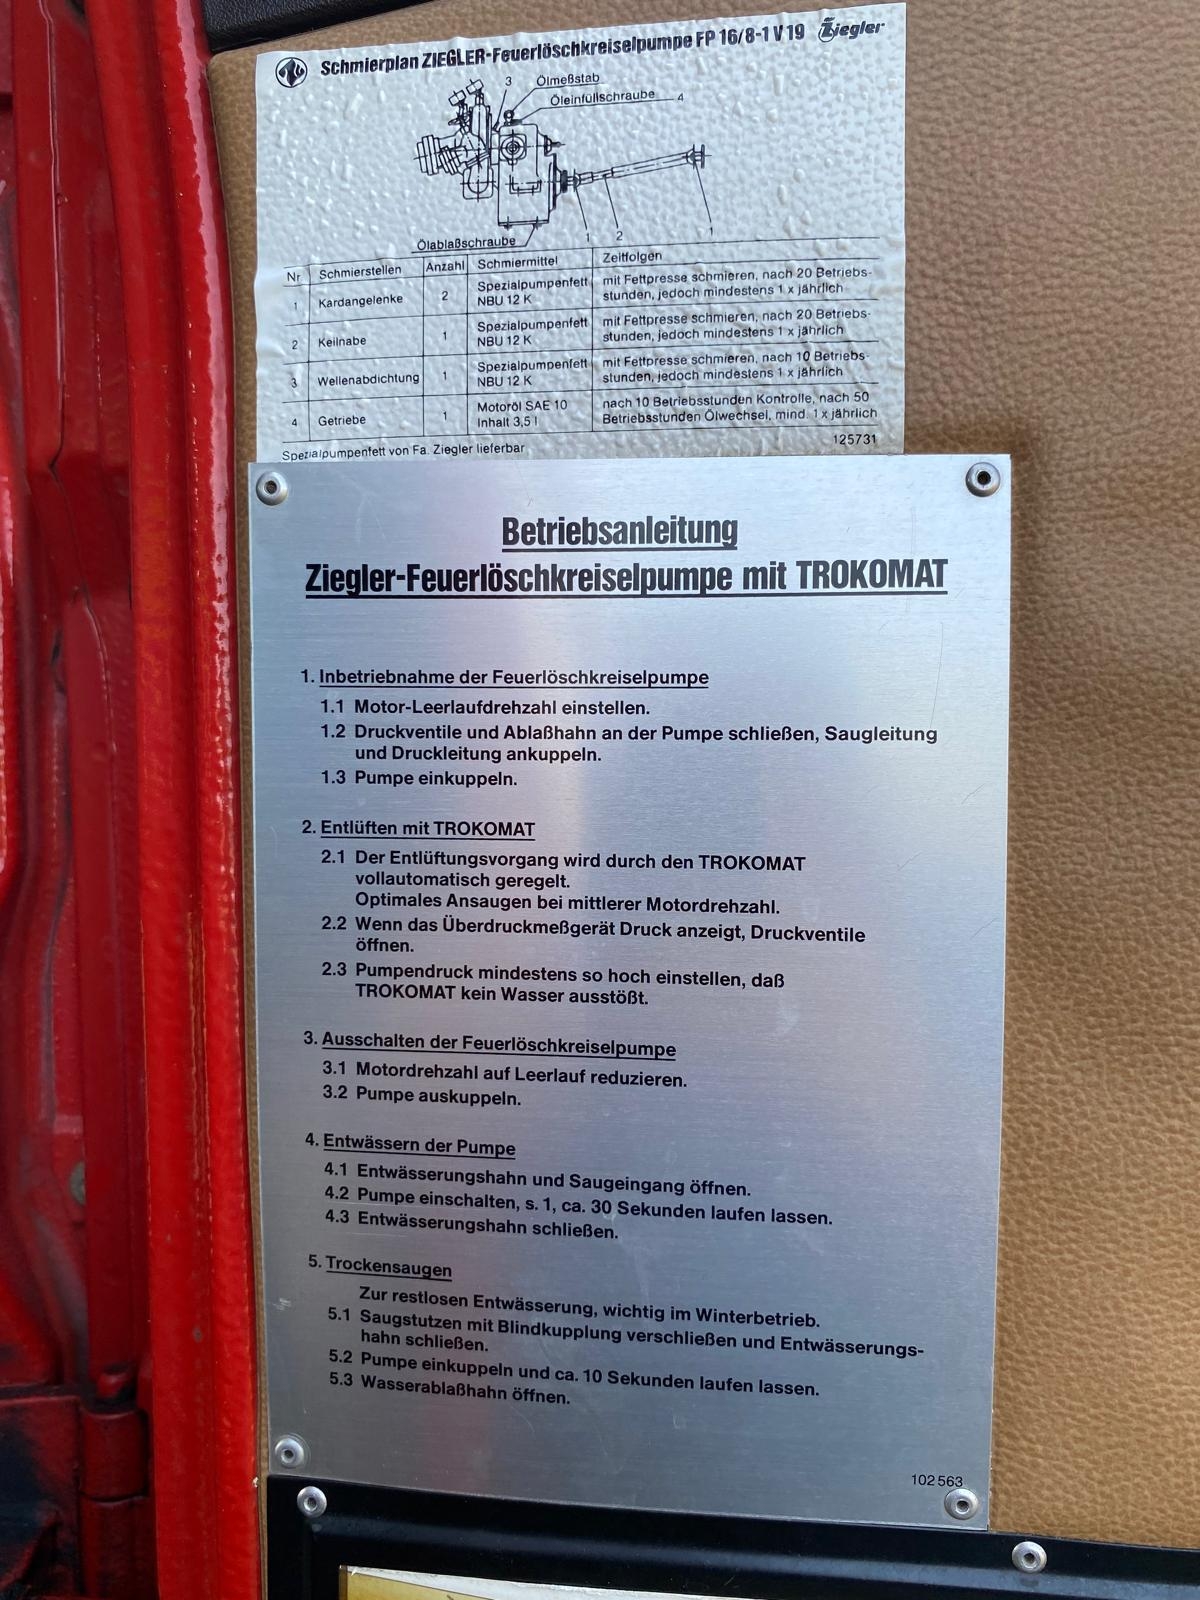 Schmierplan ZIEGLER-Feuerlöschkreiselpumpe FP 16/8-1 V 19 Ziegler
3 Ölmeßstab
Öleinfüllschraube 4
Ölablaßschraube 1 2 1
Nr. Schmierstellen Anzahl Schmiermittel Zeitfolgen
1 Kardangelenke 2 Spezialpumpenfett NBU 12 K mit Fettpresse schmieren, nach 20 Betriebs-
stunden, jedoch mindestens 1 x jährlich
2 Keilnabe 1 Spezialpumpenfett NBU 12 K mit Fettpresse schmieren, nach 20 Betriebs-
stunden, jedoch mindestens 1 x jährlich
3 Wellenabdichtung 1 Spezialpumpenfett NBU 12 K mit Fettpresse schmieren, nach 10 Betriebs-
stunden, jedoch mindestens 1 x jährlich
4 Getriebe 1 Motoröl SAE 10 Inhalt 3,5 l nach 10 Betriebsstunden Kontrolle, nach 50
Betriebsstunden Ölwechsel, mind. 1 x jährlich
Spezialpumpenfett von Fa. Ziegler lieferbar 125731
Betriebsanleitung
Ziegler-Feuerlöschkreiselpumpe mit TROKOMAT
1. Inbetriebnahme der Feuerlöschkreiselpumpe
1.1 Motor-Leerlaufdrehzahl einstellen.
1.2 Druckventile und Ablaßhahn an der Pumpe schließen, Saugleitung
und Druckleitung ankuppeln.
1.3 Pumpe einkuppeln.
2. Entlüften mit TROKOMAT
2.1 Der Entlüftungsvorgang wird durch den TROKOMAT
vollautomatisch geregelt.
Optimales Ansaugen bei mittlerer Motordrehzahl.
2.2 Wenn das Überdruckmeßgerät Druck anzeigt, Druckventile
öffnen.
2.3 Pumpendruck mindestens so hoch einstellen, daß
TROKOMAT kein Wasser ausstößt.
3. Ausschalten der Feuerlöschkreiselpumpe
3.1 Motordrehzahl auf Leerlauf reduzieren.
3.2 Pumpe auskuppeln.
4. Entwässern der Pumpe
4.1 Entwässerungshahn und Saugeingang öffnen.
4.2 Pumpe einschalten, s. 1, ca. 30 Sekunden laufen lassen.
4.3 Entwässerungshahn schließen.
5. Trockensaugen
Zur restlosen Entwässerung, wichtig im Winterbetrieb.
5.1 Saugstutzen mit Blindkupplung verschließen und Entwässerungs-
hahn schließen.
5.2 Pumpe einkuppeln und ca. 10 Sekunden laufen lassen.
5.3 Wasserablaßhahn öffnen.
102 563